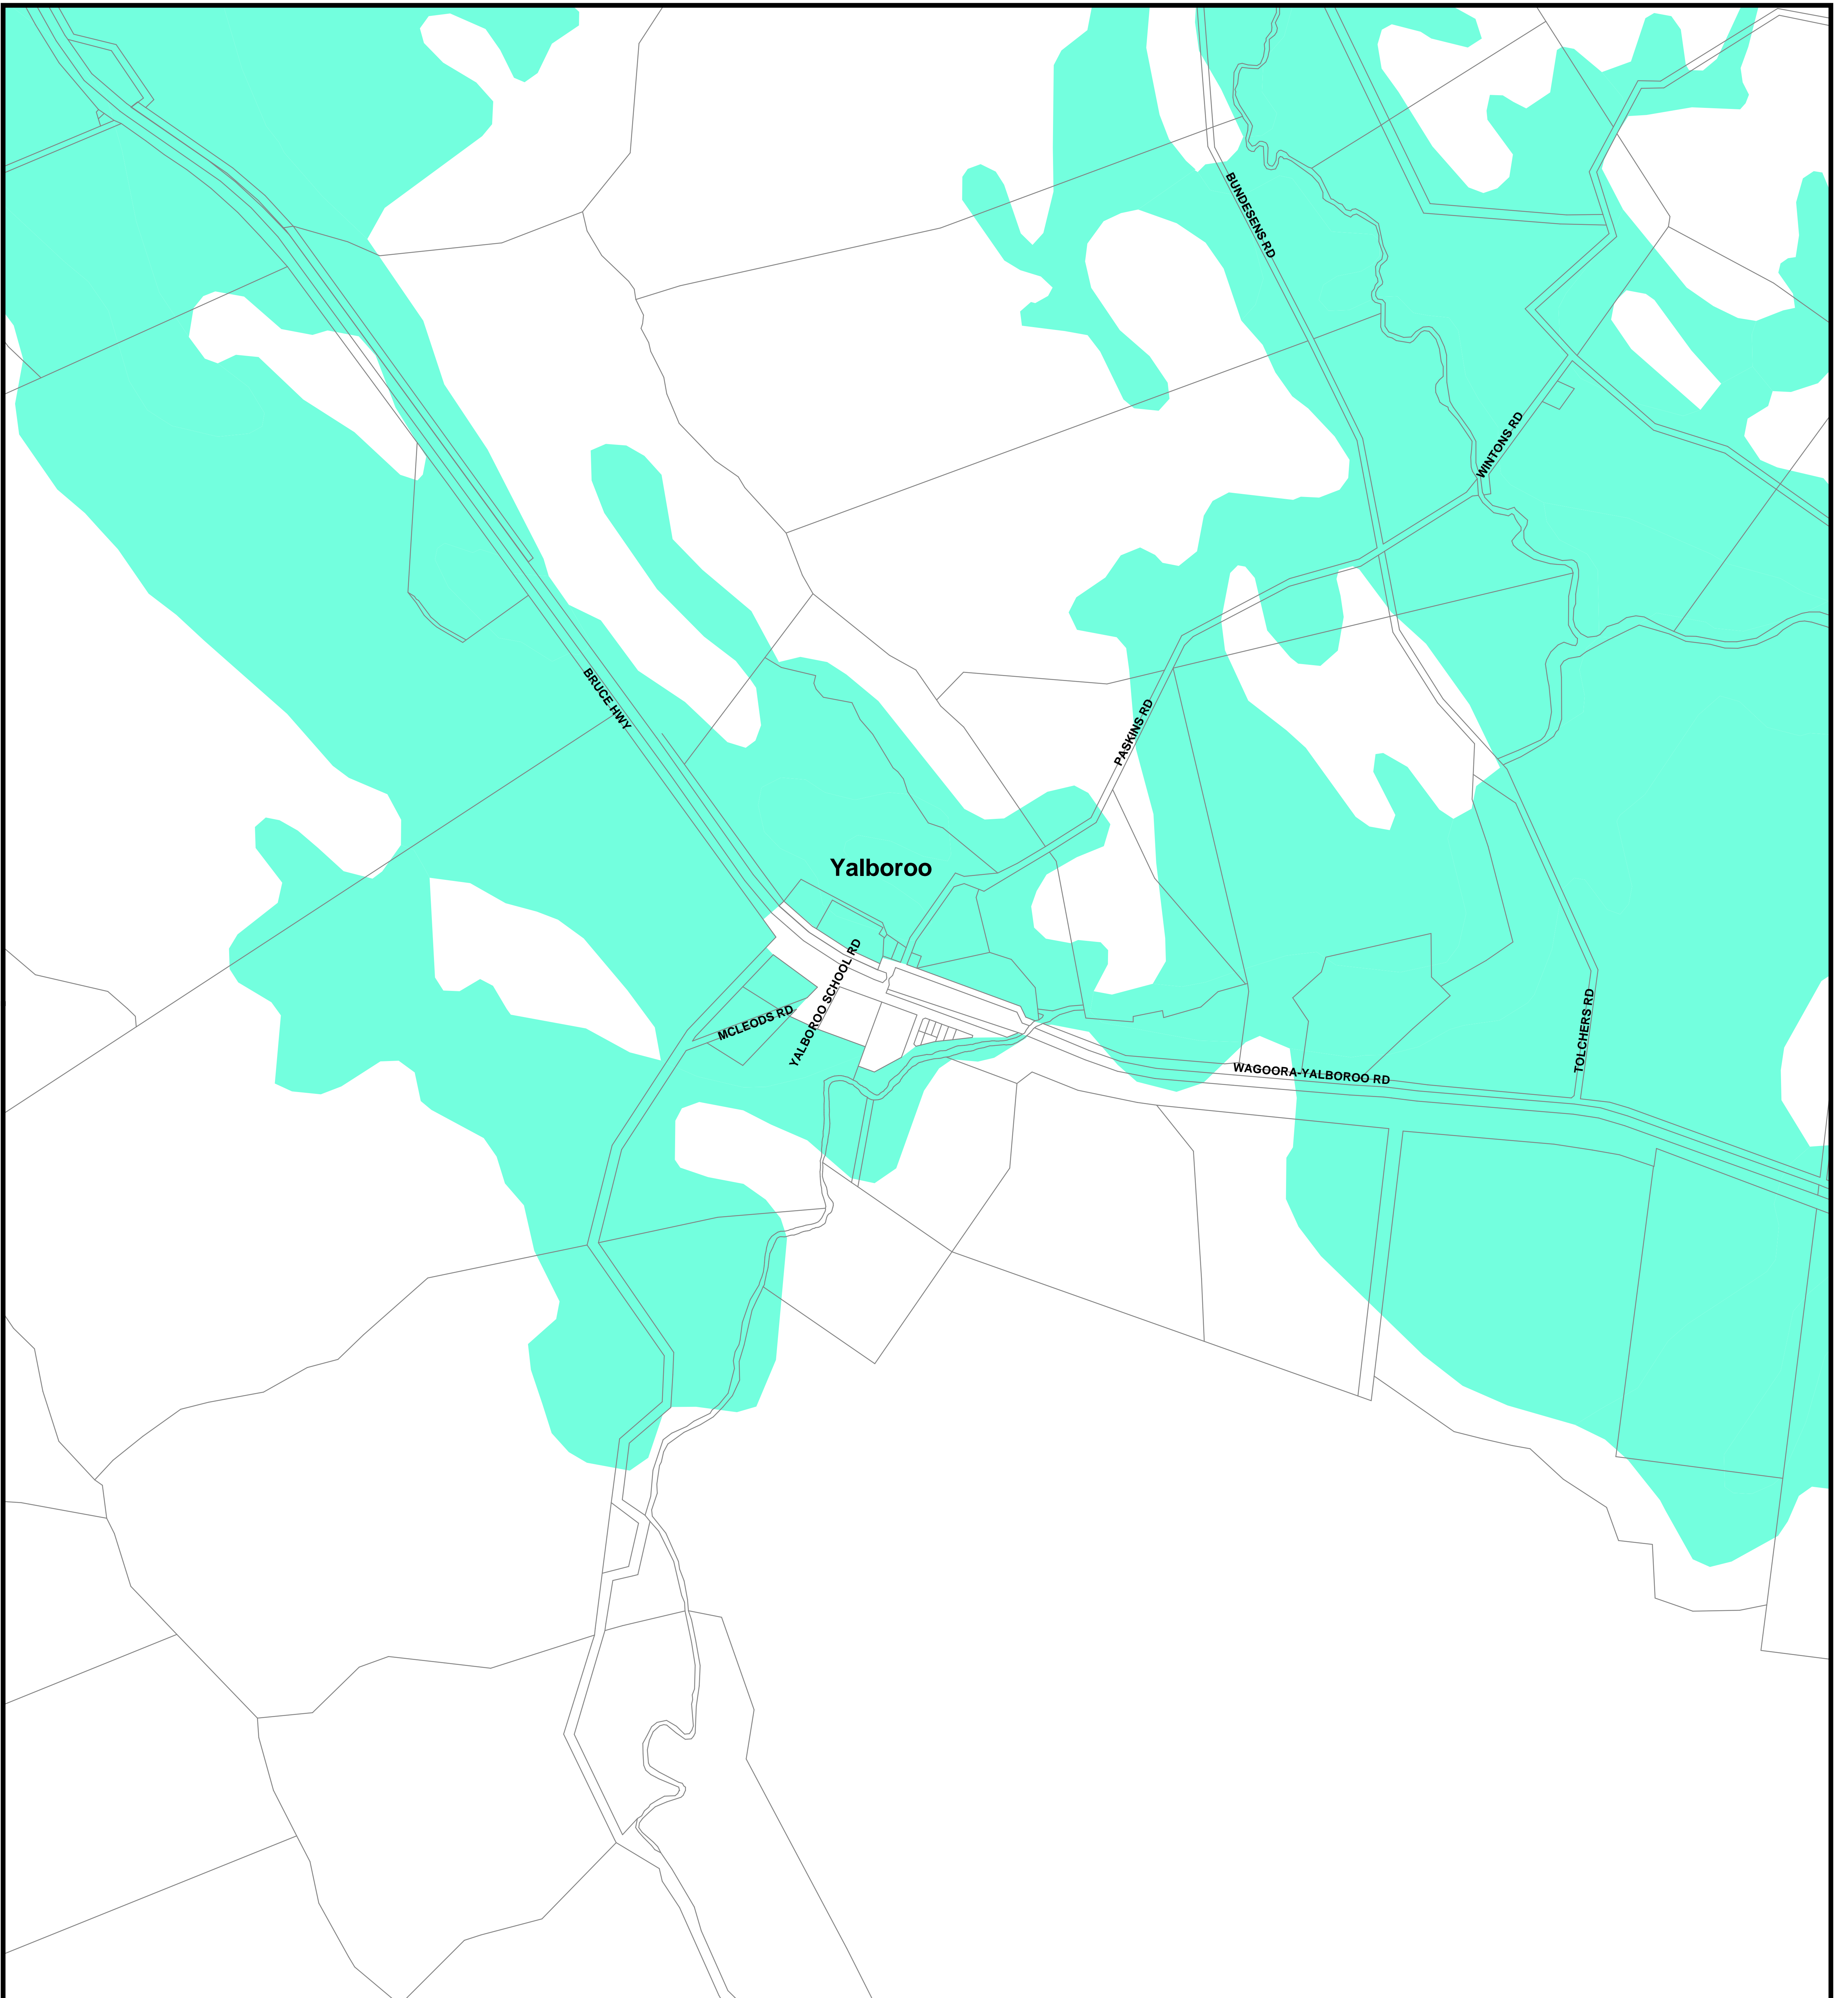 BUNDESENS RD
WINTONS RD
BRUCE HWY
PASKINS RD
Yalboroo
YALBOROO SCHOOL RD
MCLEODS RD
TOLCHERS RD
WAGOORA-YALBOROO RD